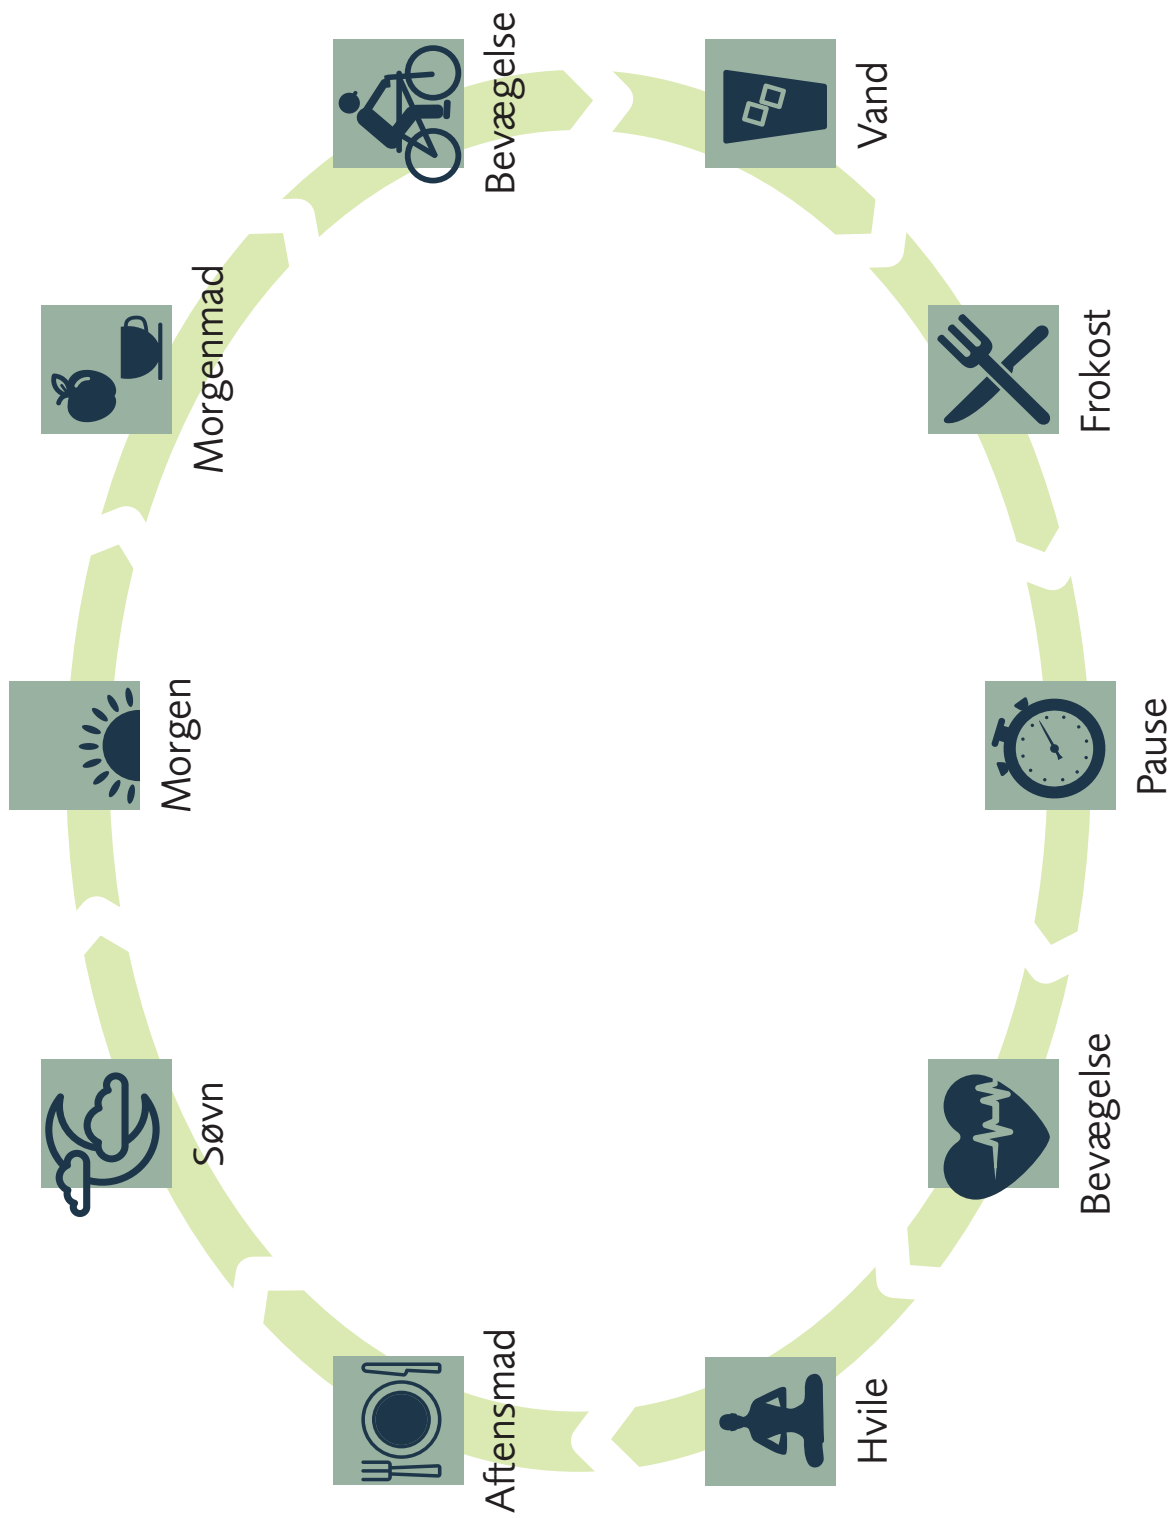 Morgen
Morgenmad
Bevægelse
Vand
Frokost
Pause
Bevægelse
Hvile
Aftensmad
Søvn